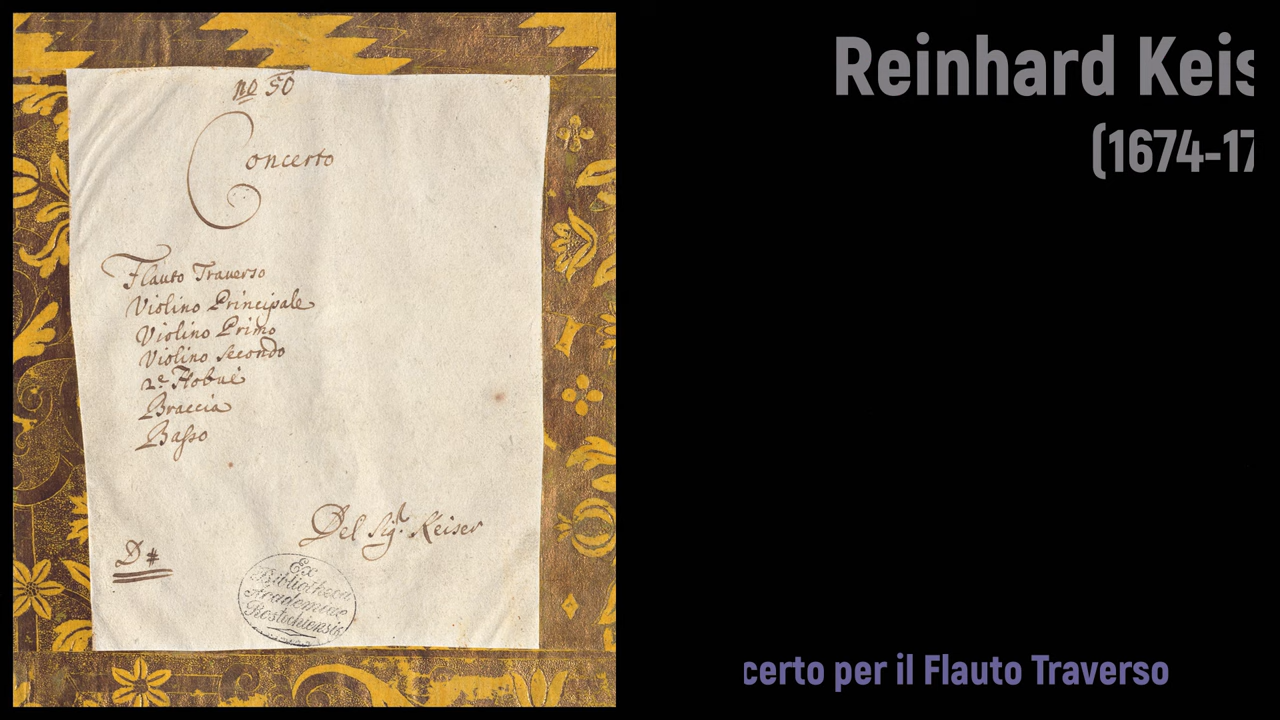 no 50
Concerto
Flauto Traverso
Violino Principale
Violino Primo
Violino Secondo
2e Hobuè
Braccia
Basso
Del Sigr. Keiser
D#
Ex
Bibliotheca
Academiae
Rostochiensis
Reinhard Keis
(1674-17
certo per il Flauto Traverso